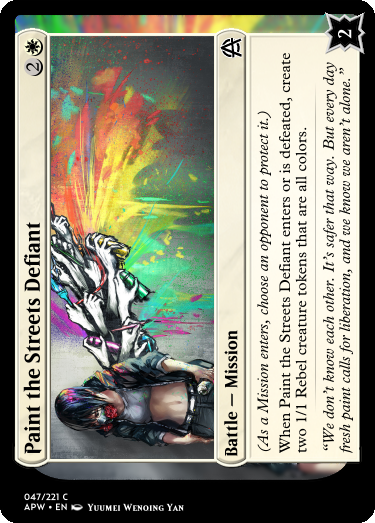 Paint the Streets Defiant
2
Battle — Mission
2
(As a Mission enters, choose an opponent to protect it.)
When Paint the Streets Defiant enters or is defeated, create
two 1/1 Rebel creature tokens that are all colors.
“We don’t know each other. It’s safer that way. But every day
fresh paint calls for liberation, and we know we aren’t alone.”
047/221 C
APW • EN Yuumei Wenqing Yan